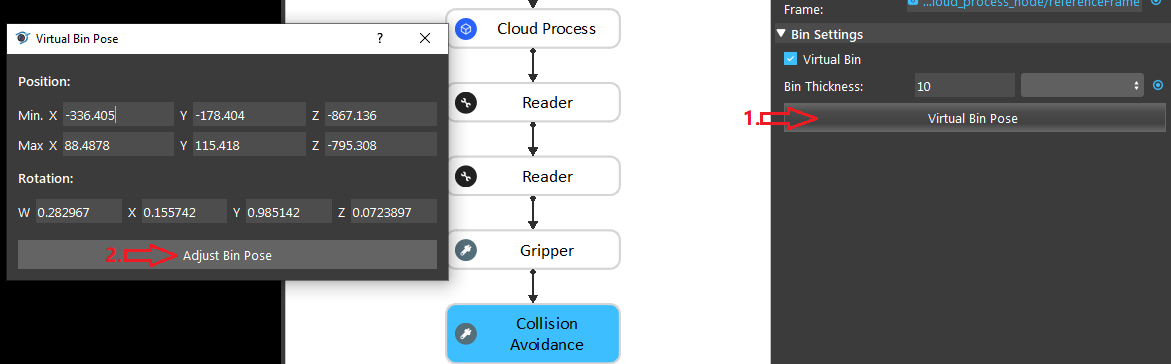 Virtual Bin Pose
?
Position:
Min. X -336.405 Y -178.404 Z -867.136
Max X 88.4878 Y 115.418 Z -795.308
Rotation:
W 0.282967 X 0.155742 Y 0.985142 Z 0.0723897
2.
Adjust Bin Pose
Cloud Process
Reader
Reader
Gripper
Collision
Avoidance
Frame: ...loud_process_node/referenceFrame
Bin Settings
Virtual Bin
Bin Thickness: 10
1.
Virtual Bin Pose